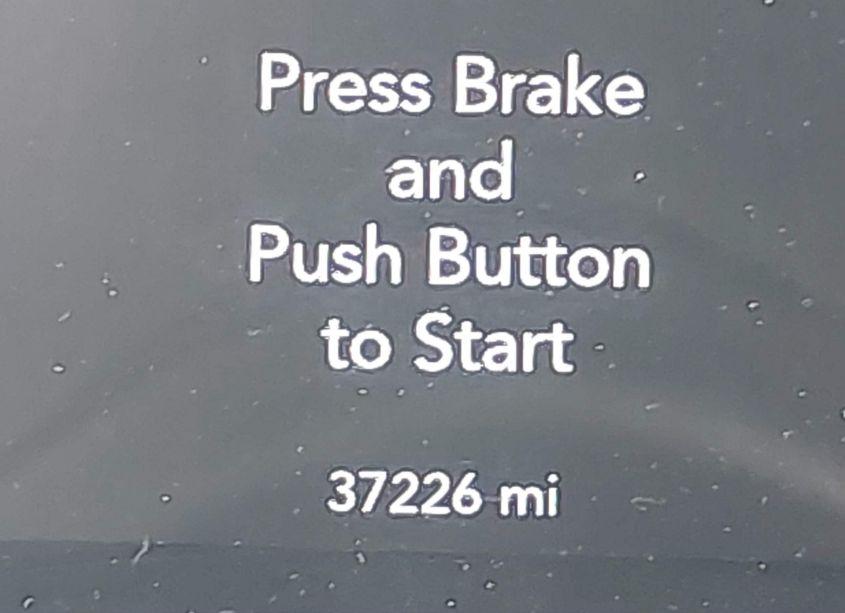 Press Brake
and
Push Button
to Start
37226 mi